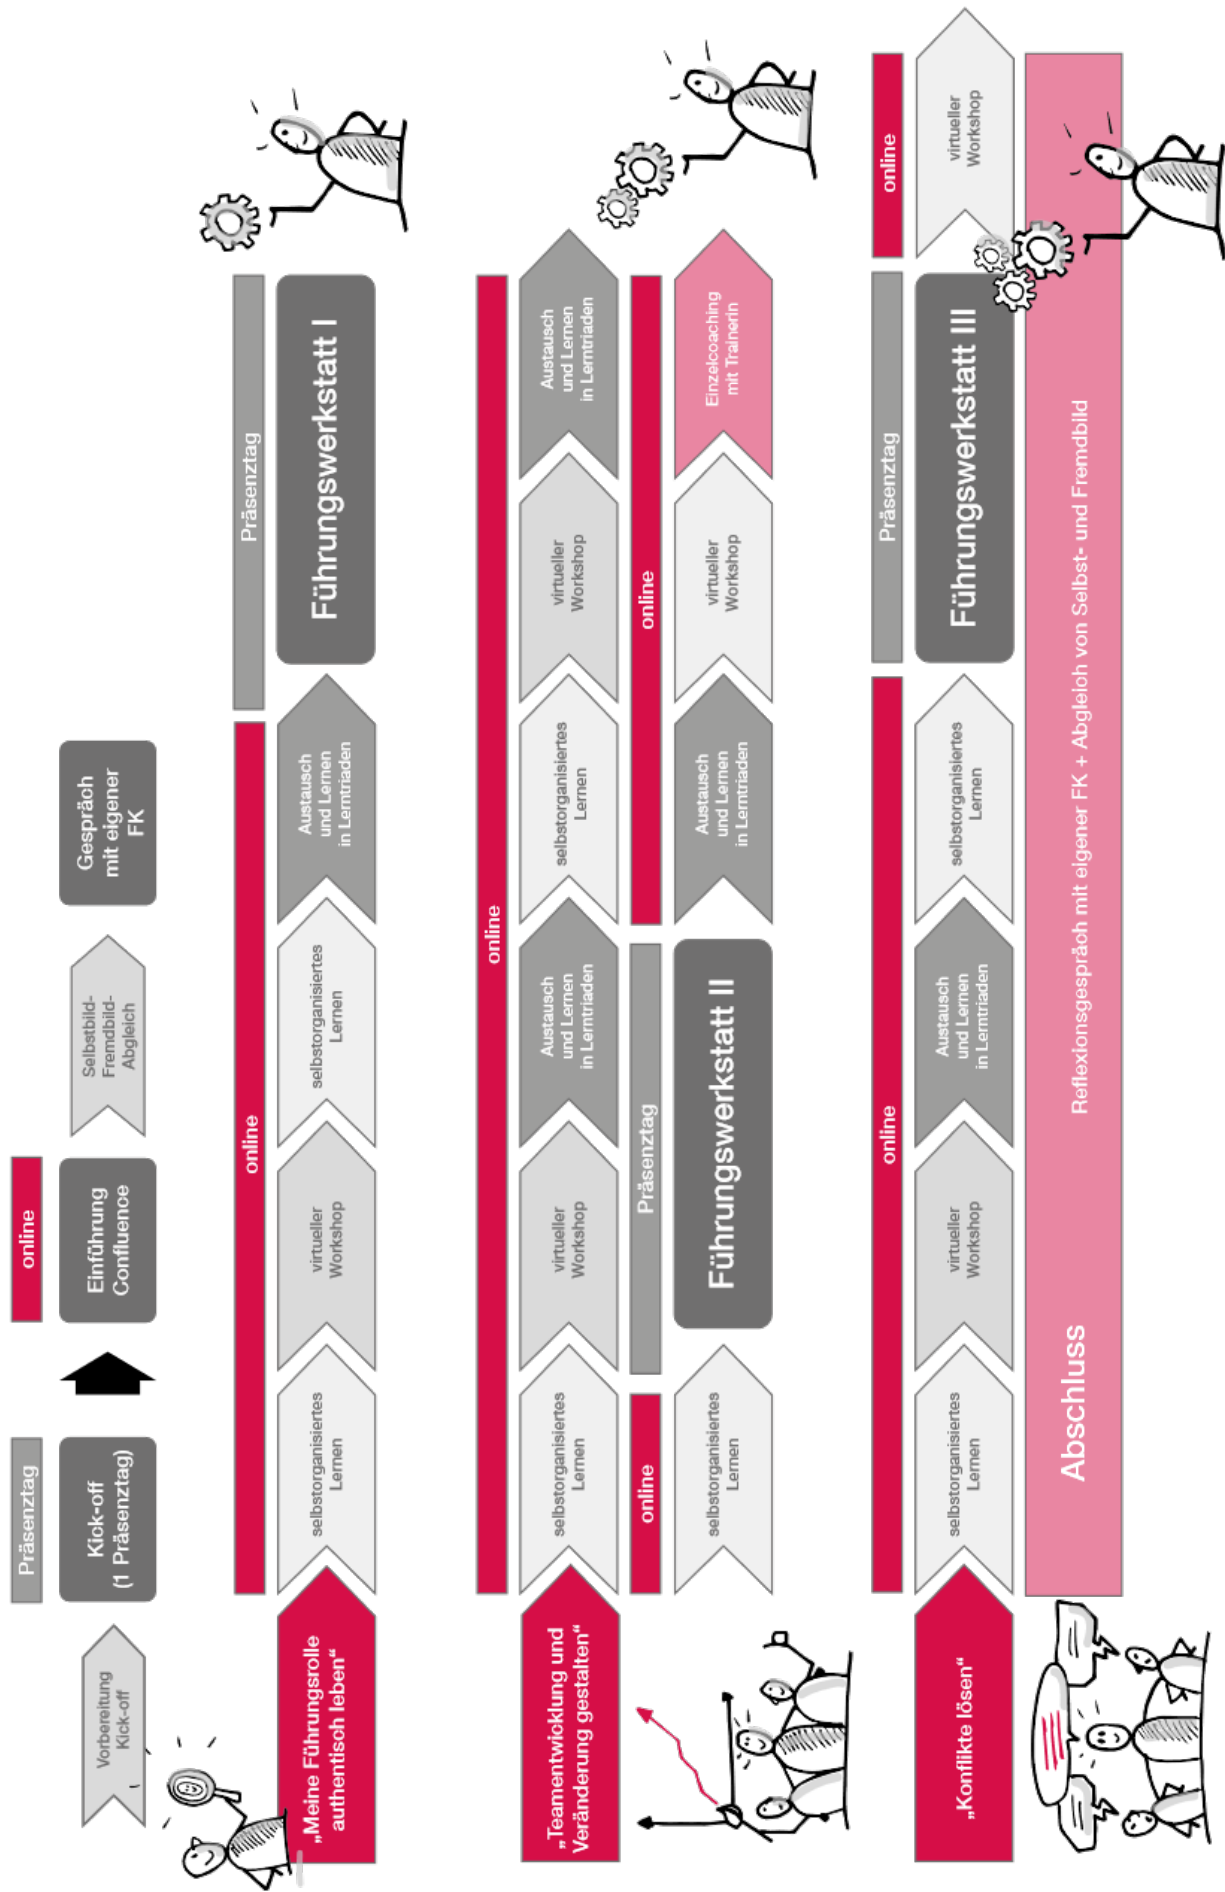 Präsenztag
online
Vorbereitung
Kick-off
Kick-off
(1 Präsenztag)
Einführung
Confluence
Selbstbild-
Fremdbild-
Abgleich
Gespräch
mit eigener
FK
online
Präsenztag
„Meine Führungsrolle
authentisch leben“
selbstorganisiertes
Lernen
virtueller
Workshop
selbstorganisiertes
Lernen
Austausch
und Lernen
in Lerntriaden
Führungswerkstatt I
online
„Teamentwicklung und
Veränderung gestalten“
selbstorganisiertes
Lernen
virtueller
Workshop
Austausch
und Lernen
in Lerntriaden
selbstorganisiertes
Lernen
virtueller
Workshop
Austausch
und Lernen
in Lerntriaden
online
Präsenztag
online
selbstorganisiertes
Lernen
Führungswerkstatt II
Austausch
und Lernen
in Lerntriaden
virtueller
Workshop
Einzelcoaching
mit Trainerin
online
Präsenztag
online
„Konflikte lösen“
selbstorganisiertes
Lernen
virtueller
Workshop
Austausch
und Lernen
in Lerntriaden
selbstorganisiertes
Lernen
Führungswerkstatt III
virtueller
Workshop
Abschluss
Reflexionsgespräch mit eigener FK + Abgleich von Selbst- und Fremdbild